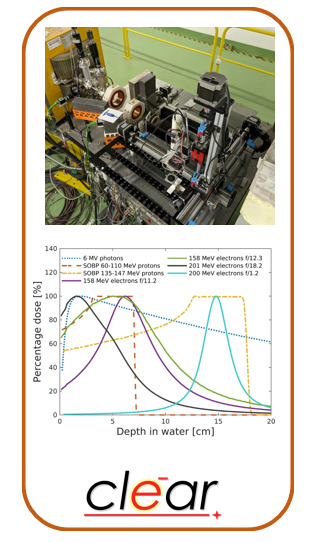 140
120
100
80
60
40
20
0
Percentage dose [%]
6 MV photons
SOBP 60-110 MeV protons
SOBP 135-147 MeV protons
158 MeV electrons f/11.2
158 MeV electrons f/12.3
201 MeV electrons f/18.2
200 MeV electrons f/1.2
0 5 10 15 20
Depth in water [cm]
clear